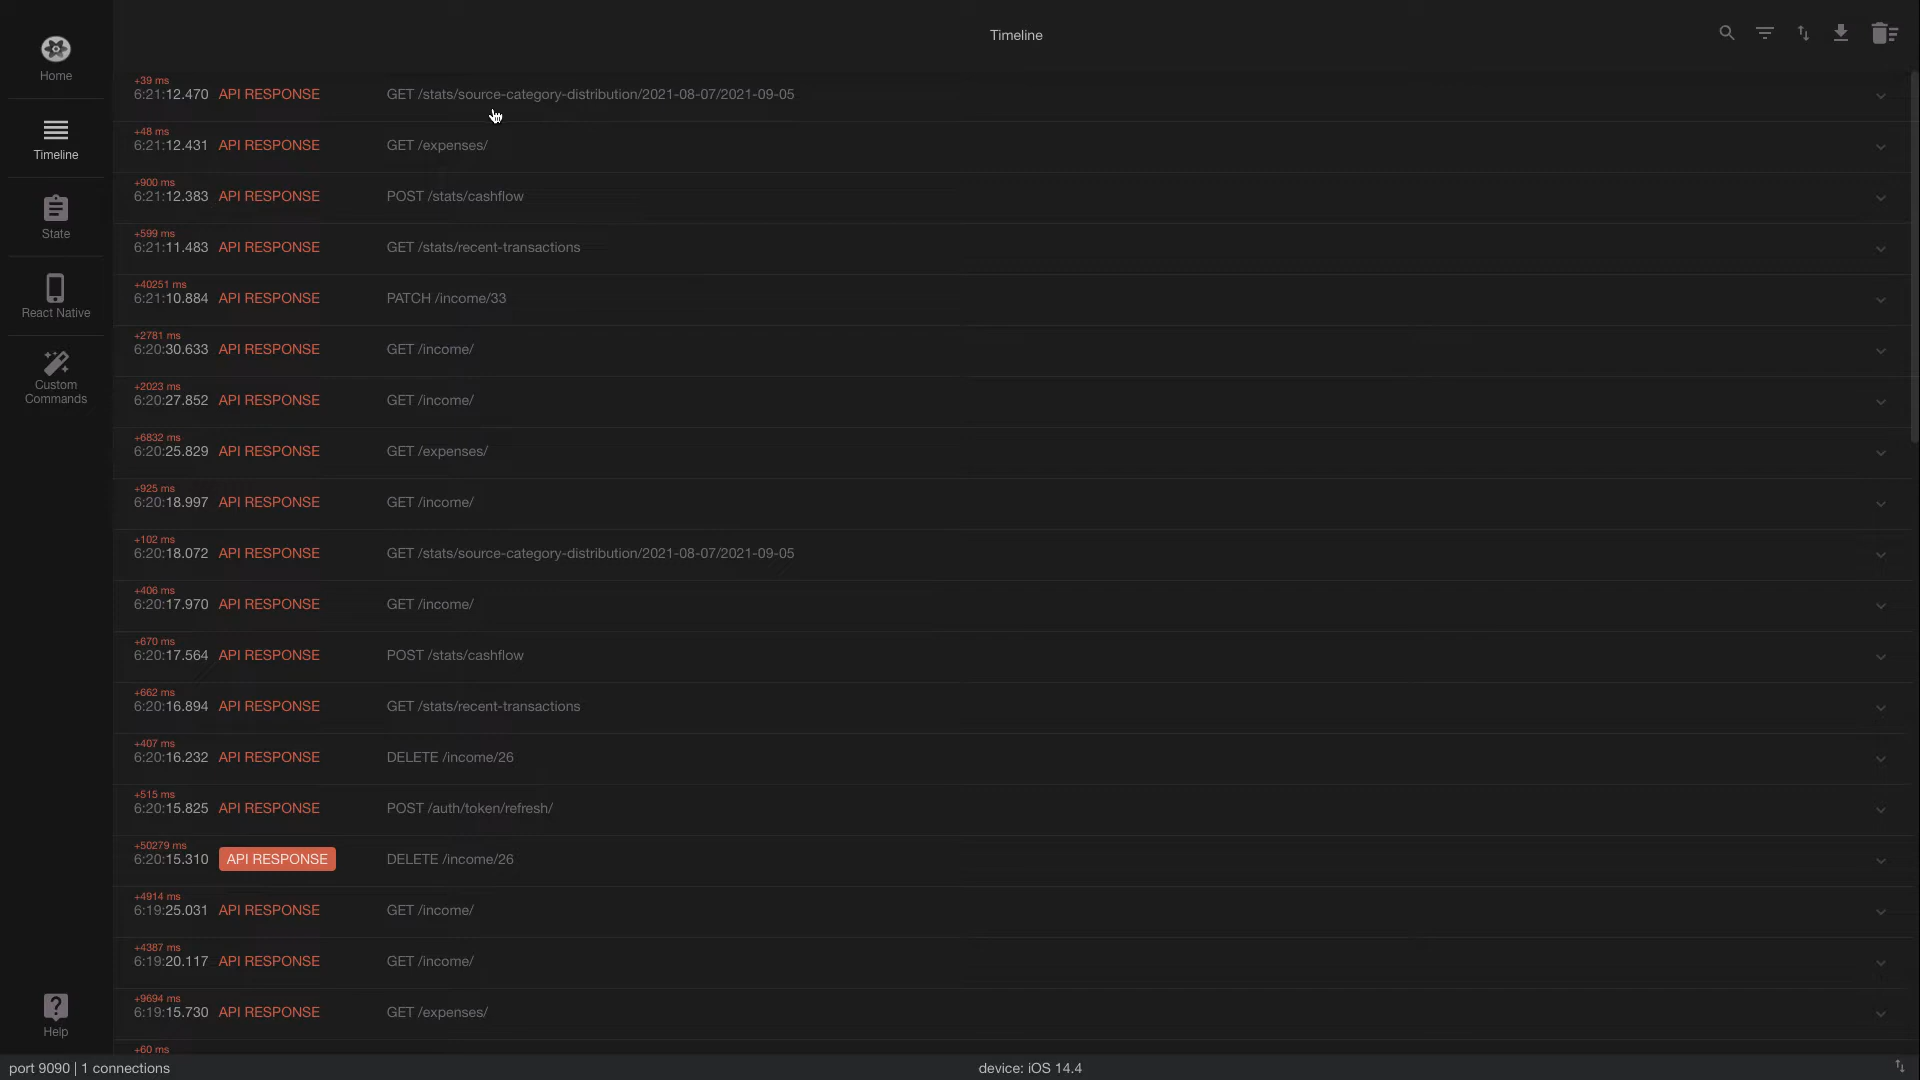 Timeline
Home
Timeline
State
React Native
Custom
Commands
Help
+39 ms
6:21:12.470 API RESPONSE GET /stats/source-category-distribution/2021-08-07/2021-09-05
+48 ms
6:21:12.431 API RESPONSE GET /expenses/
+900 ms
6:21:12.383 API RESPONSE POST /stats/cashflow
+599 ms
6:21:11.483 API RESPONSE GET /stats/recent-transactions
+40251 ms
6:21:10.884 API RESPONSE PATCH /income/33
+2781 ms
6:20:30.633 API RESPONSE GET /income/
+2023 ms
6:20:27.852 API RESPONSE GET /income/
+6832 ms
6:20:25.829 API RESPONSE GET /expenses/
+925 ms
6:20:18.997 API RESPONSE GET /income/
+102 ms
6:20:18.072 API RESPONSE GET /stats/source-category-distribution/2021-08-07/2021-09-05
+406 ms
6:20:17.970 API RESPONSE GET /income/
+670 ms
6:20:17.564 API RESPONSE POST /stats/cashflow
+662 ms
6:20:16.894 API RESPONSE GET /stats/recent-transactions
+407 ms
6:20:16.232 API RESPONSE DELETE /income/26
+515 ms
6:20:15.825 API RESPONSE POST /auth/token/refresh/
+50279 ms
6:20:15.310 API RESPONSE DELETE /income/26
+4914 ms
6:19:25.031 API RESPONSE GET /income/
+4387 ms
6:19:20.117 API RESPONSE GET /income/
+9694 ms
6:19:15.730 API RESPONSE GET /expenses/
+60 ms
port 9090 | 1 connections
device: iOS 14.4